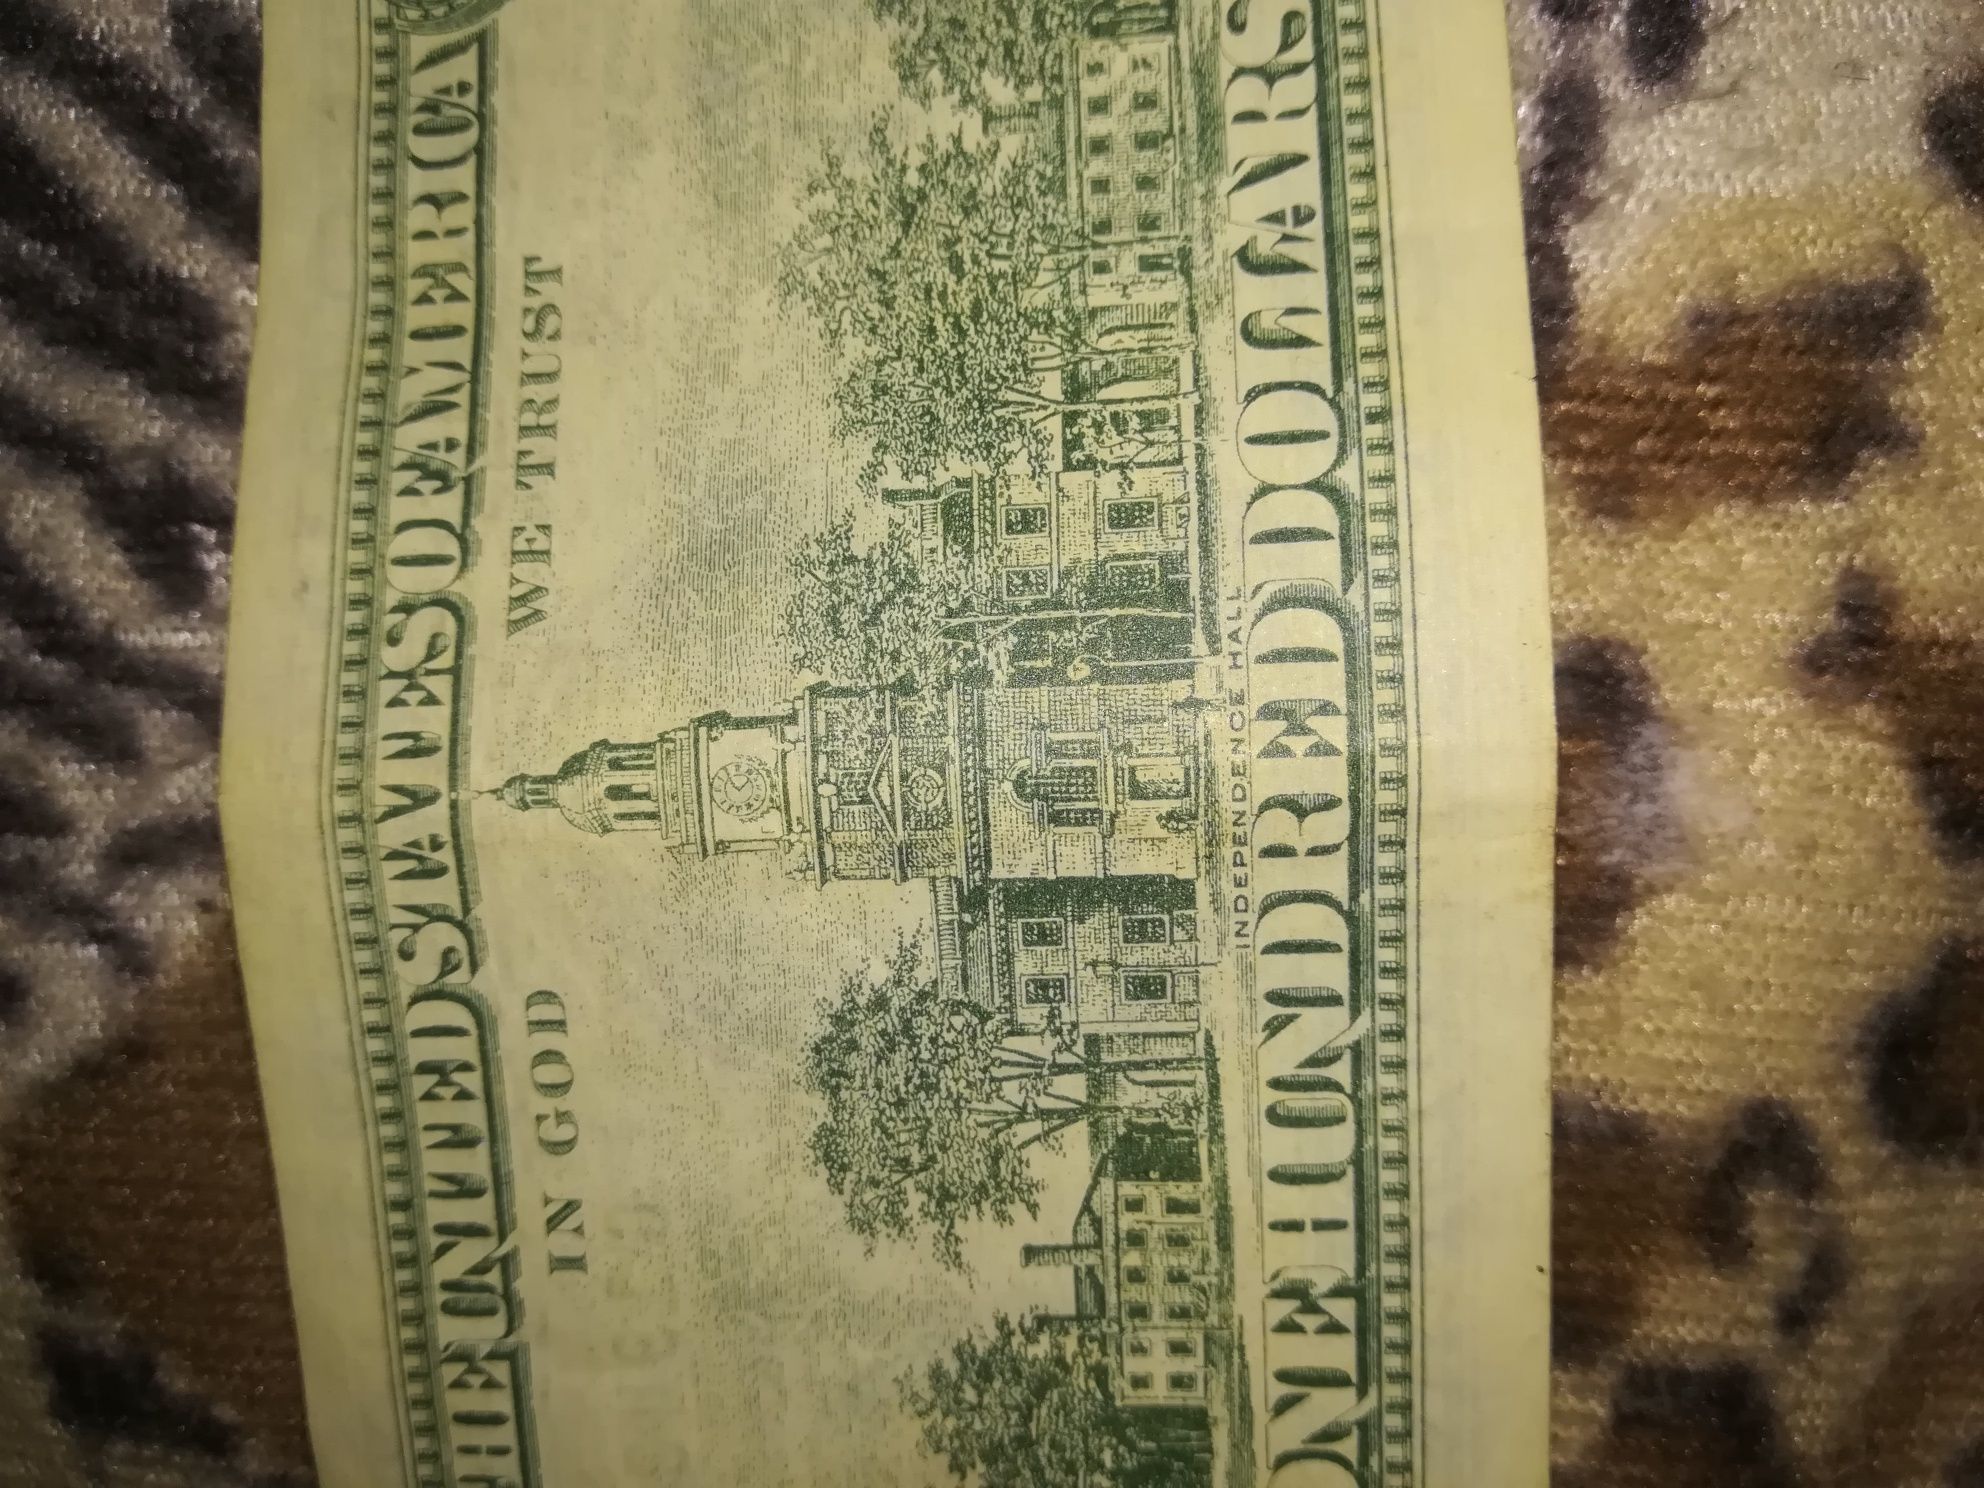 THE UNITED STATES OF AMERICA
IN GOD WE TRUST
INDEPENDENCE HALL
ONE HUNDRED DOLLARS